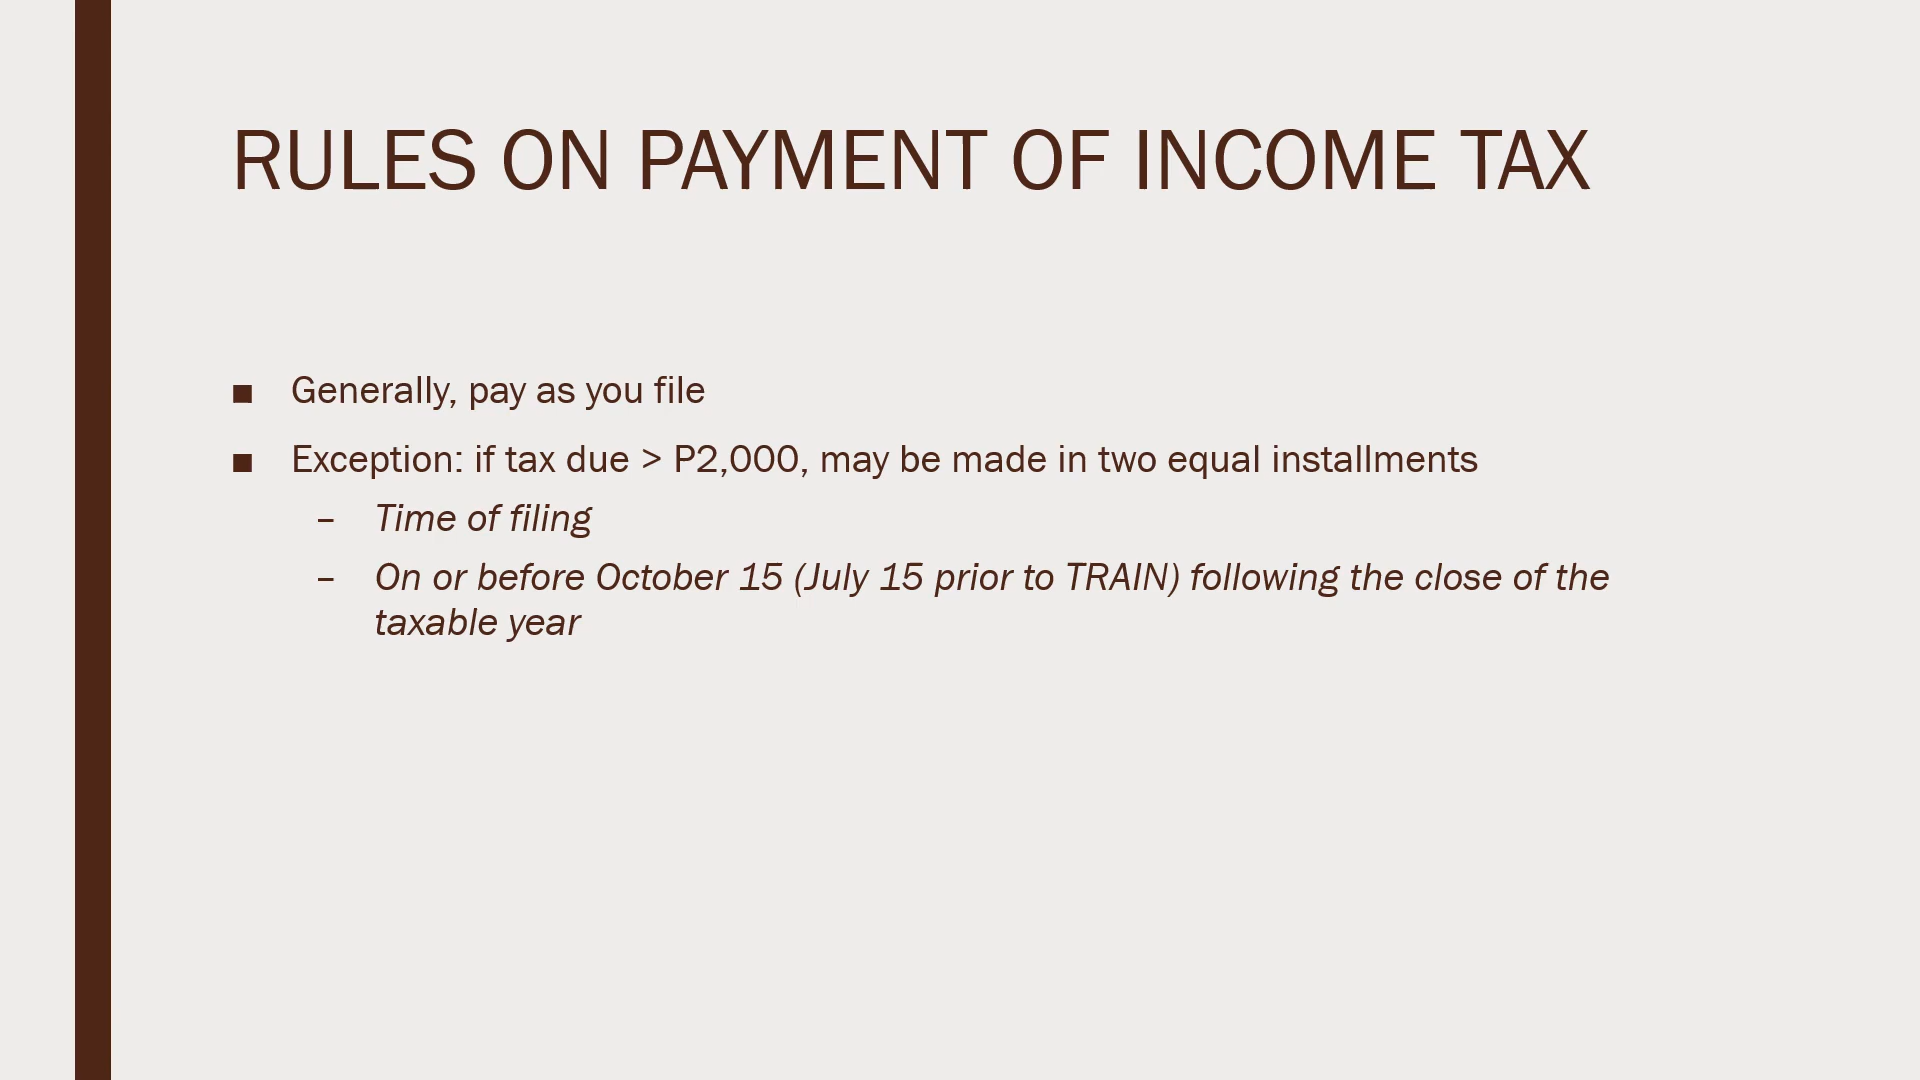 RULES ON PAYMENT OF INCOME TAX
■ Generally, pay as you file
■ Exception: if tax due > P2,000, may be made in two equal installments
– Time of filing
– On or before October 15 (July 15 prior to TRAIN) following the close of the
taxable year